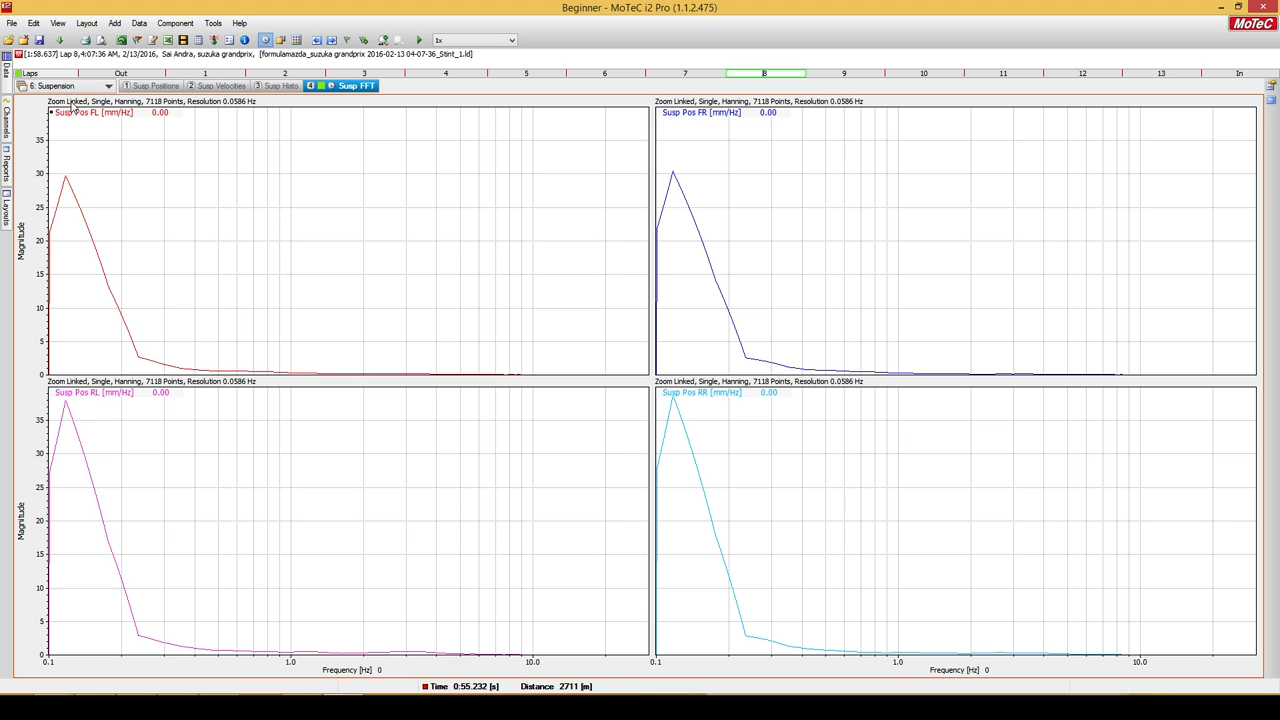 Beginner - MoTeC i2 Pro (1.1.2.475)
File Edit View Layout Add Data Component Tools Help
MoTeC
1x
[1:58.637] Lap 8,4:07:36 AM, 2/13/2016, Sai Andra, suzuka grandprix, [formulamazda_suzuka grandprix 2016-02-13 04-07-36_Stint_1.ld]
Laps Out 1 2 3 4 5 6 7 8 9 10 11 12 13 In
6: Suspension 1 Susp Positions 2 Susp Velocities 3 Susp Histo 4 Susp FFT
Data
Channels
Reports
Layouts
Zoom Linked, Single, Hanning, 7118 Points, Resolution 0.0586 Hz
Susp Pos FL [mm/Hz] 0.00
35
30
25
20
15
10
5
0
Magnitude
Zoom Linked, Single, Hanning, 7118 Points, Resolution 0.0586 Hz
Susp Pos FR [mm/Hz] 0.00
Zoom Linked, Single, Hanning, 7118 Points, Resolution 0.0586 Hz
Susp Pos RL [mm/Hz] 0.00
35
30
25
20
15
10
5
0
Magnitude
0.1 1.0 10.0
Frequency [Hz] 0
Zoom Linked, Single, Hanning, 7118 Points, Resolution 0.0586 Hz
Susp Pos RR [mm/Hz] 0.00
0.1 1.0 10.0
Frequency [Hz] 0
Time 0:55.232 [s] Distance 2711 [m]